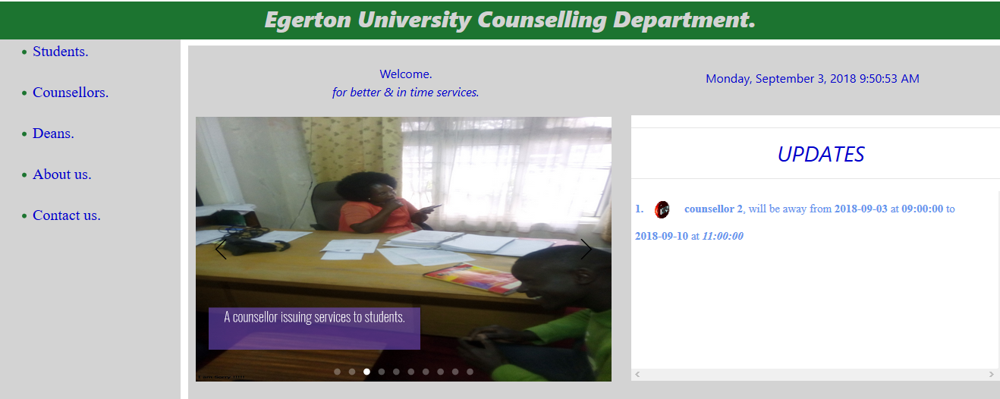 Egerton University Counselling Department.
Students.
Counsellors.
Deans.
About us.
Contact us.
Welcome.
for better & in time services.
A counsellor issuing services to students.
Monday, September 3, 2018 9:50:53 AM
UPDATES
1. counsellor 2, will be away from 2018-09-03 at 09:00:00 to
2018-09-10 at 11:00:00